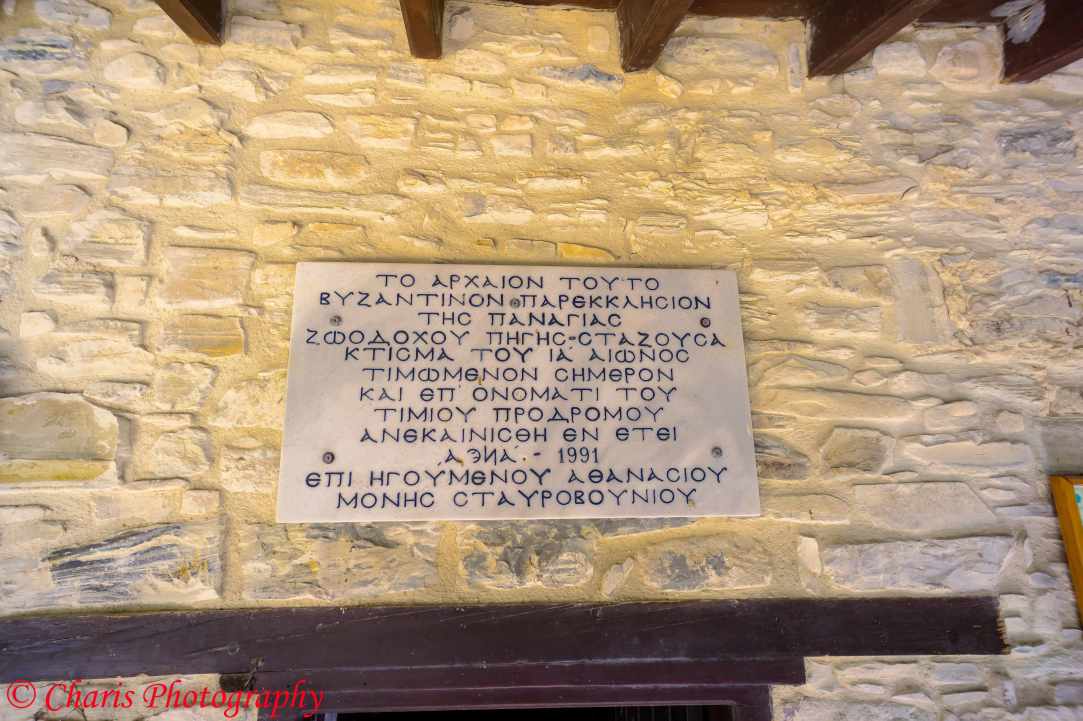 ΤΟ ΑΡΧΑΙΟΝ ΤΟΥΤΟ
ΒΥΖΑΝΤΙΝΟΝ ΠΑΡΕΚΚΛΗϹΙΟΝ
ΤΗϹ ΠΑΝΑΓΙΑϹ
ΖΩΟΔΟΧΟΥ ΠΗΓΗϹ-ϹΤΑΖΟΥϹΑ
ΚΤΙϹΜΑ ΤΟΥ ΙΑ΄ ΑΙΩΝΟϹ
ΤΙΜΩΜΕΝΟΝ ϹΗΜΕΡΟΝ
ΚΑΙ ΕΠ΄ ΟΝΟΜΑΤΙ ΤΟΥ
ΤΙΜΙΟΥ ΠΡΟΔΡΟΜΟΥ
ΑΝΕΚΑΙΝΙϹΘΗ ΕΝ ΕΤΕΙ
͵ΑϠϞΑ΄ - 1991
ΕΠΙ ΗΓΟΥΜΕΝΟΥ ΑΘΑΝΑϹΙΟΥ
ΜΟΝΗϹ ϹΤΑΥΡΟΒΟΥΝΙΟΥ
© Charis Photography